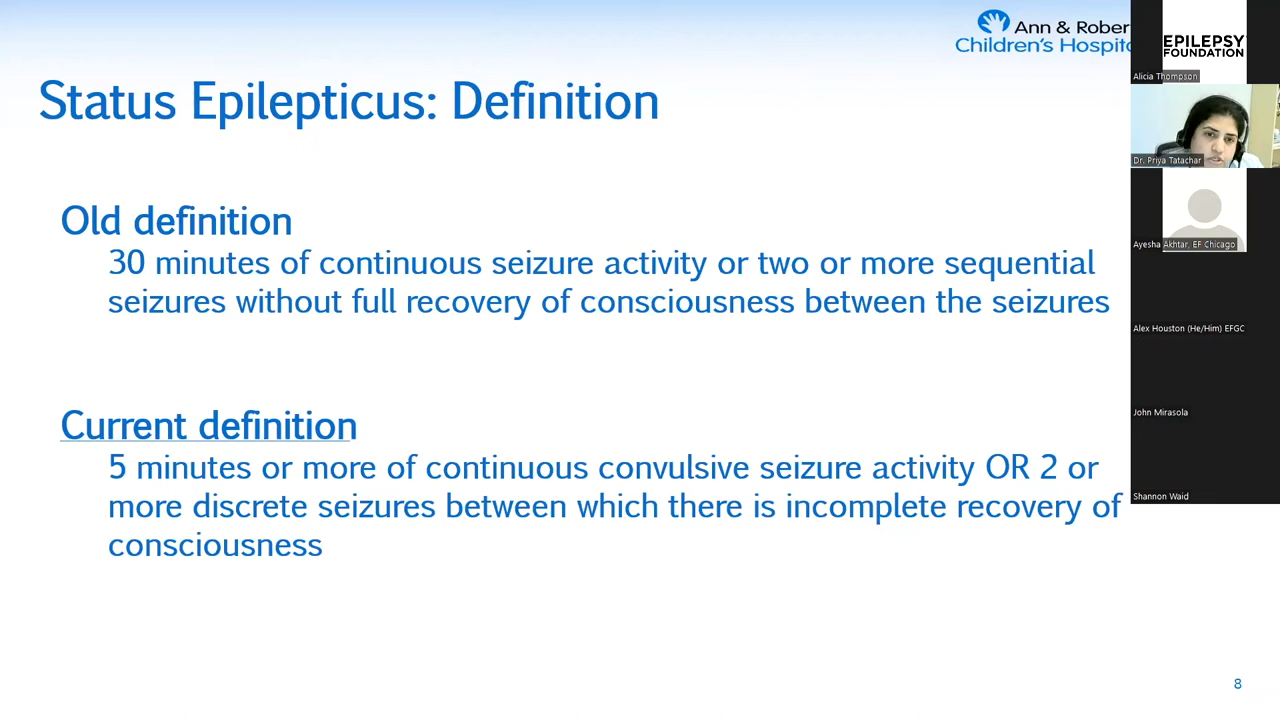 Ann & Rober
Children's Hospit
Status Epilepticus: Definition
Old definition
30 minutes of continuous seizure activity or two or more sequential
seizures without full recovery of consciousness between the seizures
Current definition
5 minutes or more of continuous convulsive seizure activity OR 2 or
more discrete seizures between which there is incomplete recovery of
consciousness
8
EPILEPSY
FOUNDATION
Alicia Thompson
Dr. Priya Tatachar
Ayesha Akhtar, EF Chicago
Alex Houston (He/Him) EFGC
John Mirasola
Shannon Waid